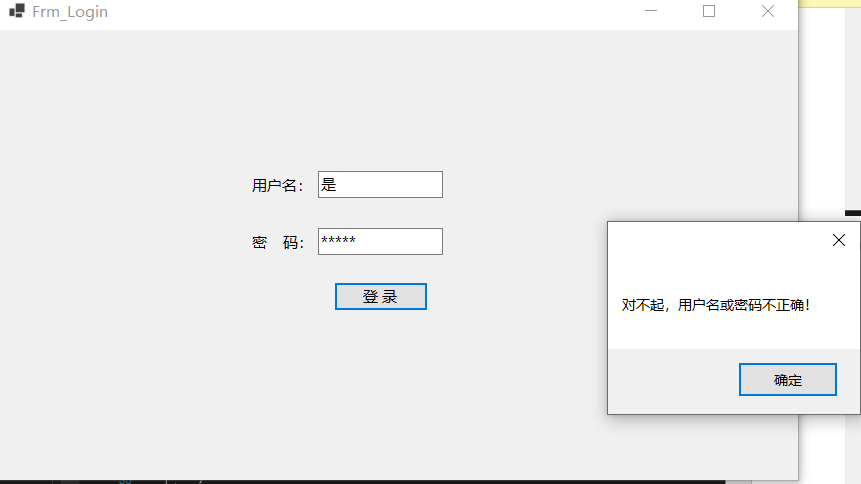 Frm_Login
用户名： 是
密 码： *****
登 录
对不起，用户名或密码不正确！
确定